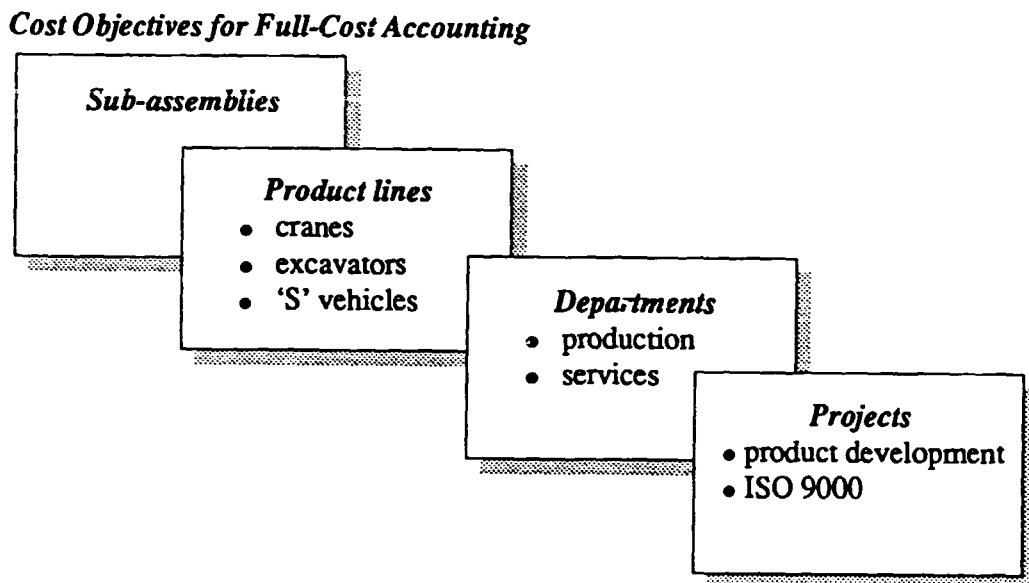 Cost Objectives for Full-Cost Accounting
Sub-assemblies
Product lines
• cranes
• excavators
• 'S' vehicles
Departments
• production
• services
Projects
• product development
• ISO 9000